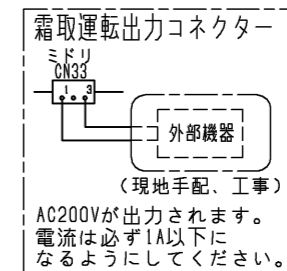 霜取運転出力コネクター
ミドリ
CN33
1 3
外部機器
(現地手配、工事)
AC200Vが出力されます。
電流は必ず1A以下に
なるようにしてください。